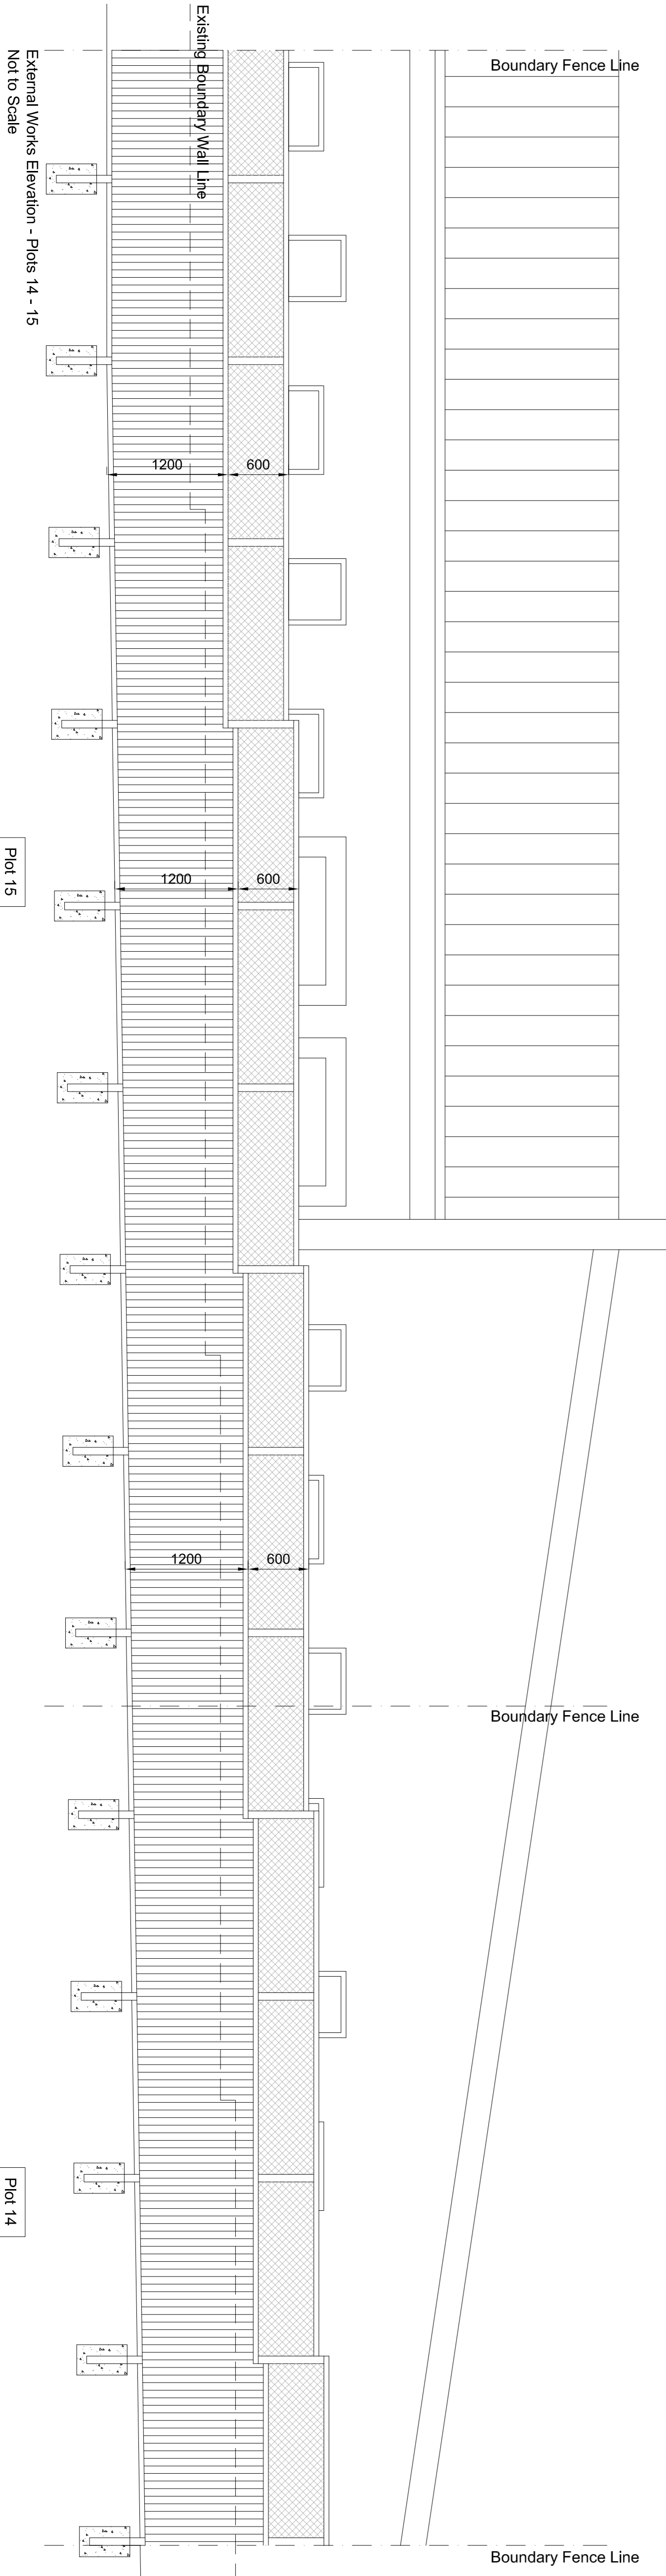 Boundary Fence Line
Existing Boundary Wall Line
External Works Elevation - Plots 14 - 15
Not to Scale
1200
600
Plot 15
1200
600
1200
600
Boundary Fence Line
Plot 14
Boundary Fence Line